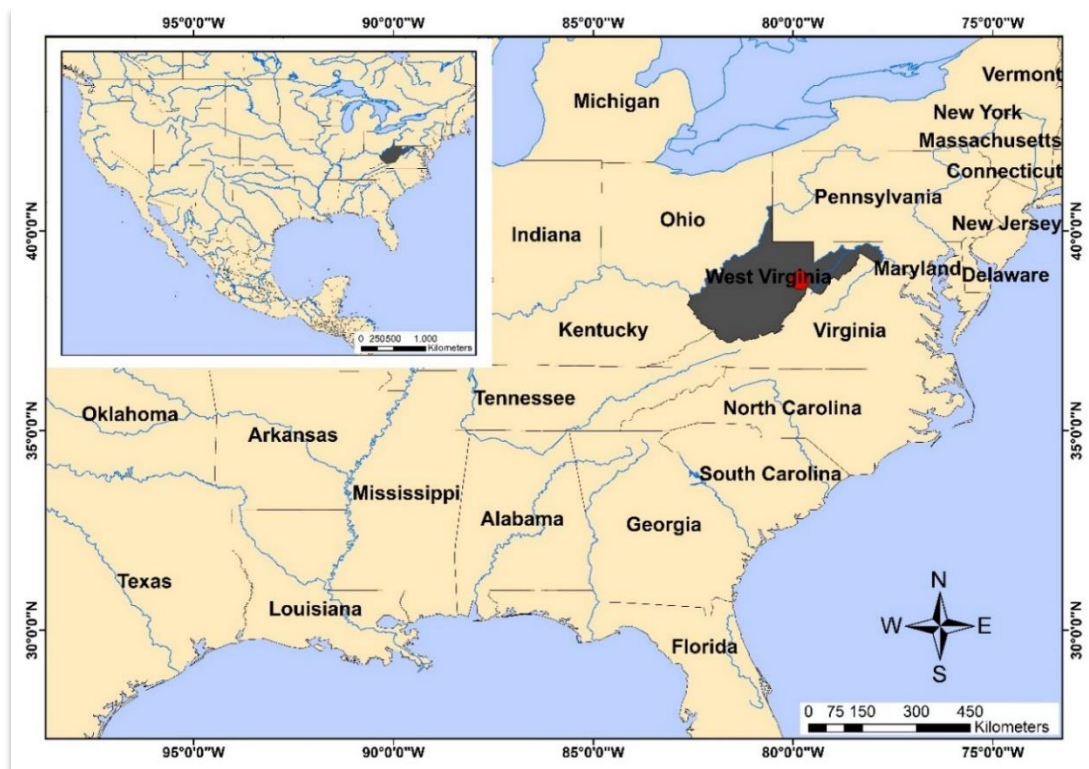 95°0'0"W 90°0'0"W 85°0'0"W 80°0'0"W 75°0'0"W
Vermont
Michigan
New York
Massachusetts
Connecticut
Pennsylvania
40°0'0"N
Ohio
New Jersey
40°0'0"N
Indiana
West Virginia
Maryland
Delaware
0 250500 1,000
Kilometers
Kentucky
Virginia
Tennessee
North Carolina
Oklahoma
35°0'0"N
Arkansas
35°0'0"N
South Carolina
Mississippi
Alabama
Georgia
Texas
Louisiana
N
W E
S
30°0'0"N
30°0'0"N
Florida
0 75 150 300 450
Kilometers
95°0'0"W 90°0'0"W 85°0'0"W 80°0'0"W 75°0'0"W